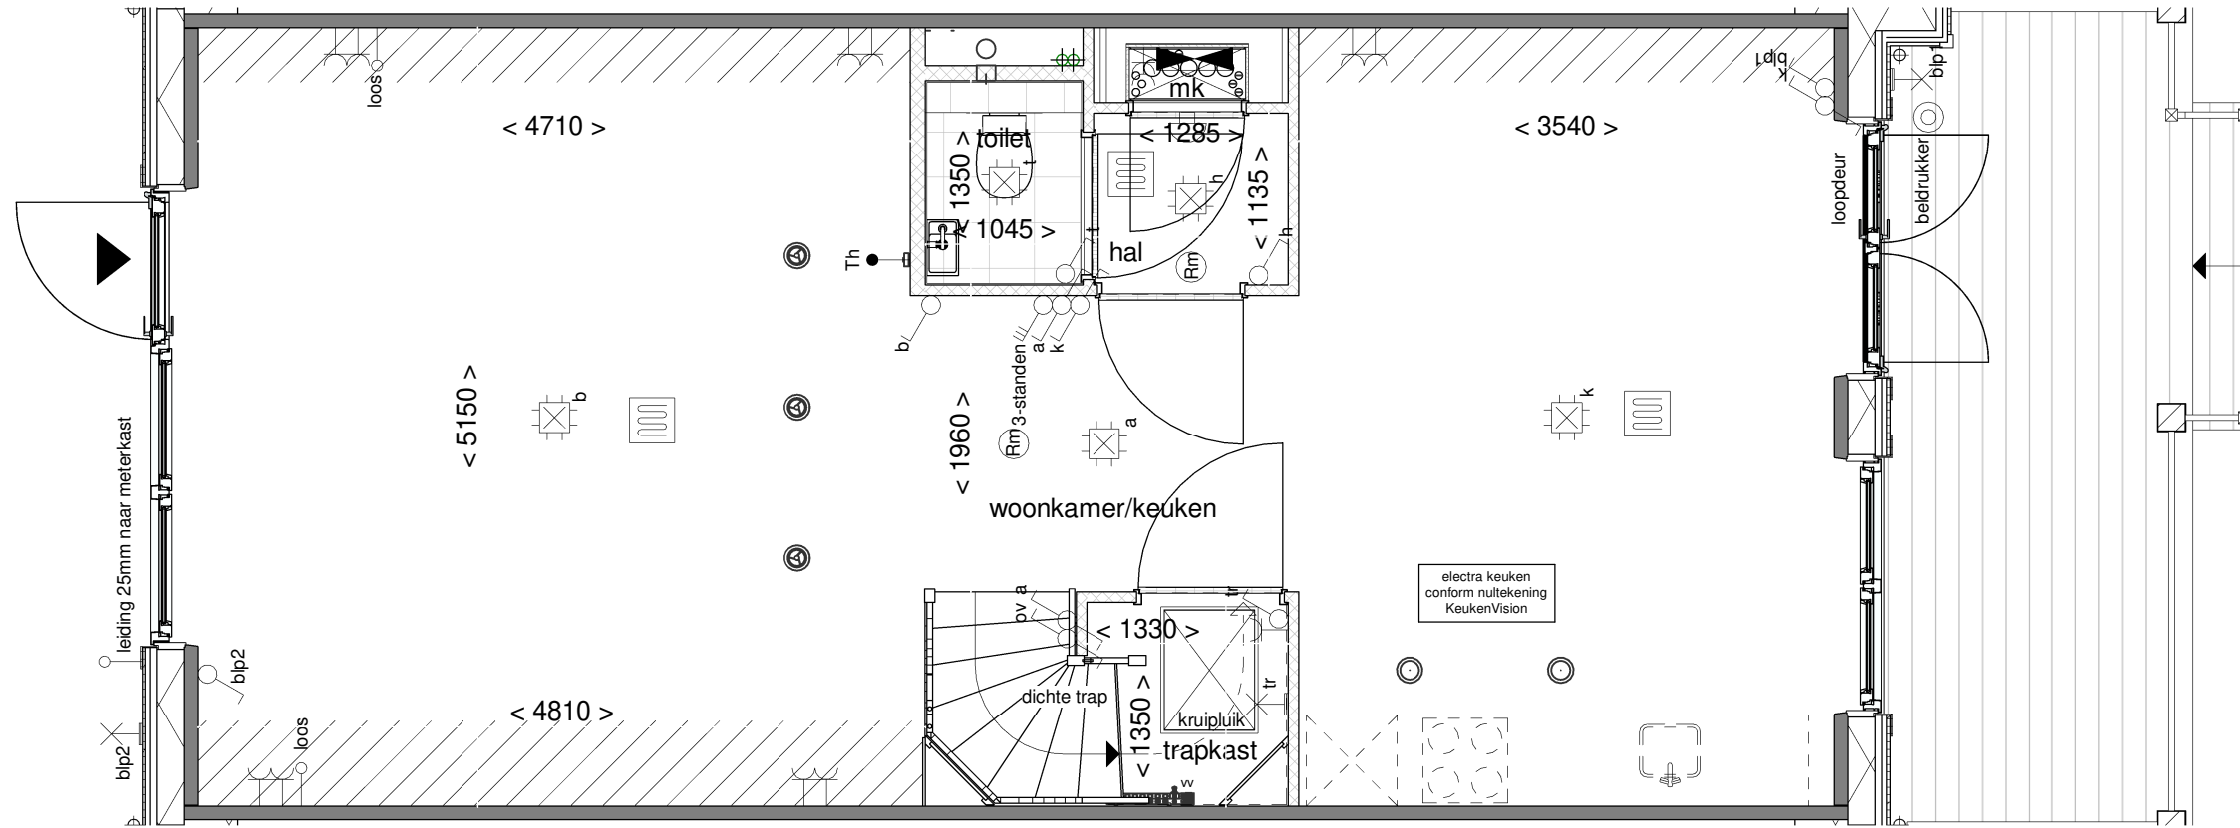 loos
< 4710 >
toilet
t
< 1350 >
< 1045 >
mk
< 1285 >
h
< 1135 >
h
t
hal
Rm
Th
< 3540 >
k
blp1
blp1
loopdeur
beldrukker
b
3-standen
a
k
< 5150 >
b
< 1960 >
Rm
a
k
woonkamer/keuken
leiding 25mm naar meterkast
blp2
blp2
< 4810 >
loos
ov
a
tr
< 1330 >
dichte trap
< 1350 >
tr
kruipluik
trapkast
vv
electra keuken
conform nultekening
KeukenVision